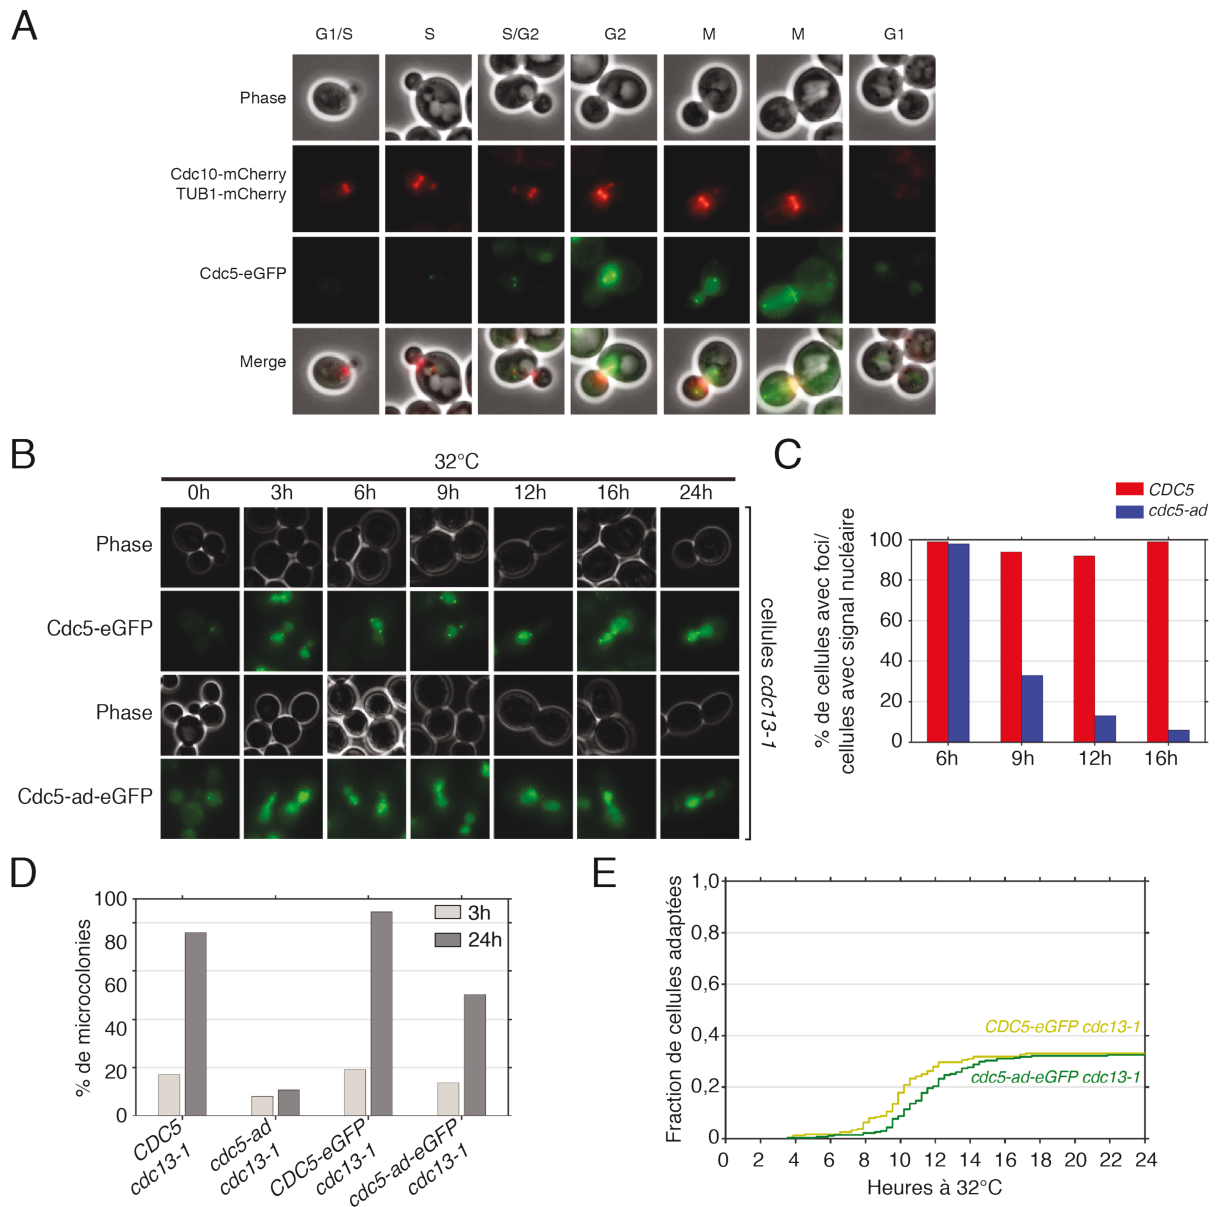 A
G1/S S S/G2 G2 M M G1
Phase
Cdc10-mCherry
TUB1-mCherry
Cdc5-eGFP
Merge
B
32°C
0h 3h 6h 9h 12h 16h 24h
Phase
Cdc5-eGFP
Phase
Cdc5-ad-eGFP
cellules cdc13-1
C
CDC5
cdc5-ad
% de cellules avec foci/
cellules avec signal nucléaire
100
80
60
40
20
0
6h 9h 12h 16h
D
% de microcolonies
100
80
60
40
20
0
3h
24h
CDC5
cdc13-1
cdc5-ad
cdc13-1
CDC5-eGFP
cdc13-1
cdc5-ad-eGFP
cdc13-1
E
Fraction de cellules adaptées
1,0
0,8
0,6
0,4
0,2
0
CDC5-eGFP cdc13-1
cdc5-ad-eGFP cdc13-1
0 2 4 6 8 10 12 14 16 18 20 22 24
Heures à 32°C